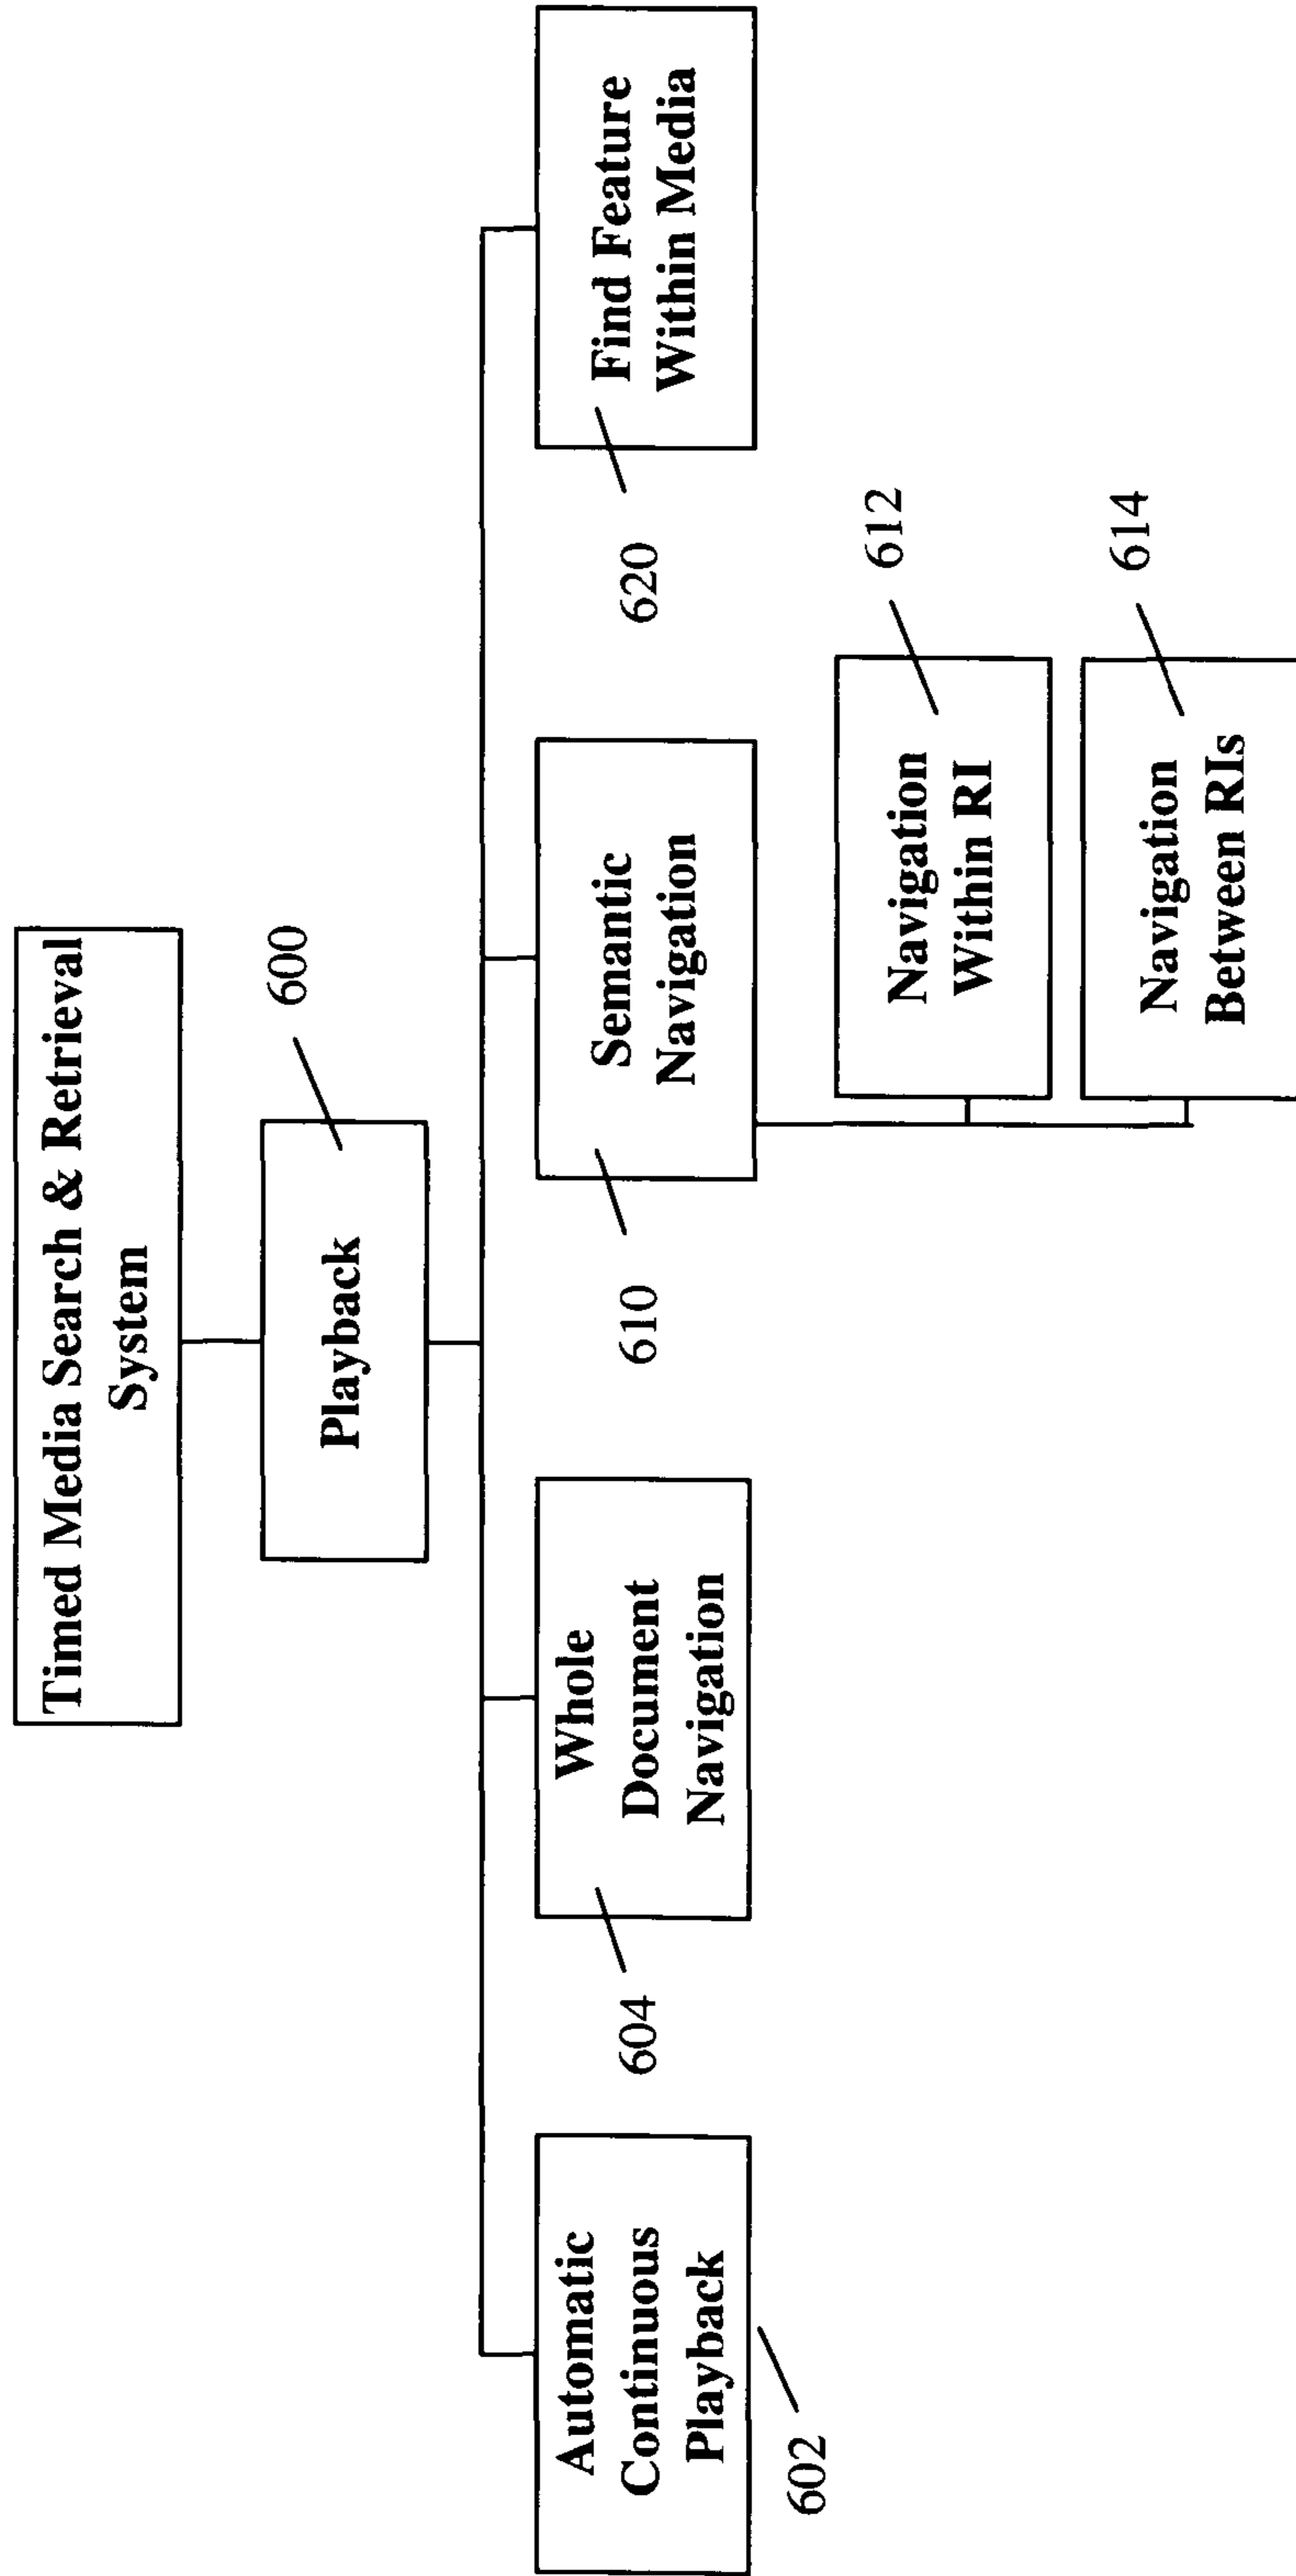 Timed Media Search & Retrieval
System
600
Playback
Automatic
Continuous
Playback
602
Whole
Document
Navigation
604
Semantic
Navigation
610
Find Feature
Within Media
620
Navigation
Within RI
612
Navigation
Between RIs
614